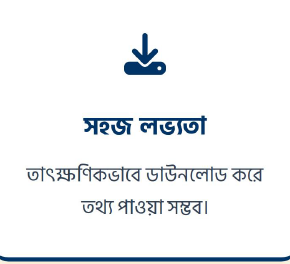 সহজ লভ্যতা
তাৎক্ষণিকভাবে ডাউনলোড করে
তথ্য পাওয়া সম্ভব।